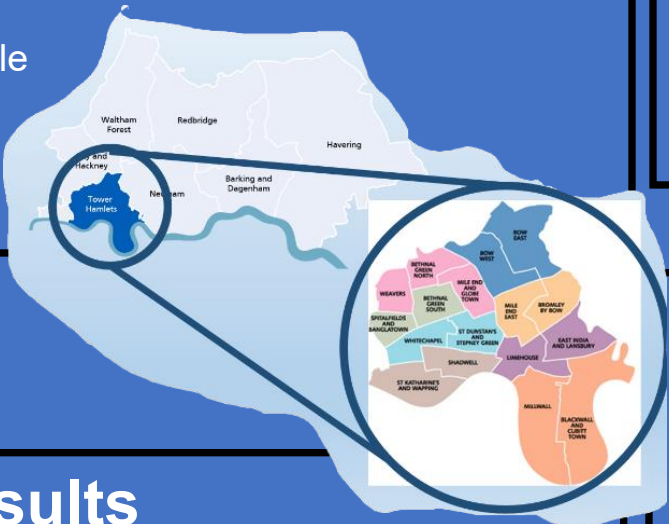 le
Waltham
Forest
Redbridge
Havering
Hackney
Barking and
Dagenham
Tower
Hamlets
BOW
EAST
BOW
WEST
BETHNAL
GREEN
NORTH
MILE END
AND
GLOBE
TOWN
WEAVERS
BETHNAL
GREEN
SOUTH
MILE
END
EAST
BROMLEY
BY BOW
SPITALFIELDS
AND
BANGLATOWN
WHITECHAPEL
ST DUNSTAN'S
AND
STEPNEY GREEN
EAST INDIA
AND LANSBURY
LIMEHOUSE
SHADWELL
ST KATHARINE'S
AND WAPPING
MILLWALL
BLACKWALL
AND
CUBITT
TOWN
sults